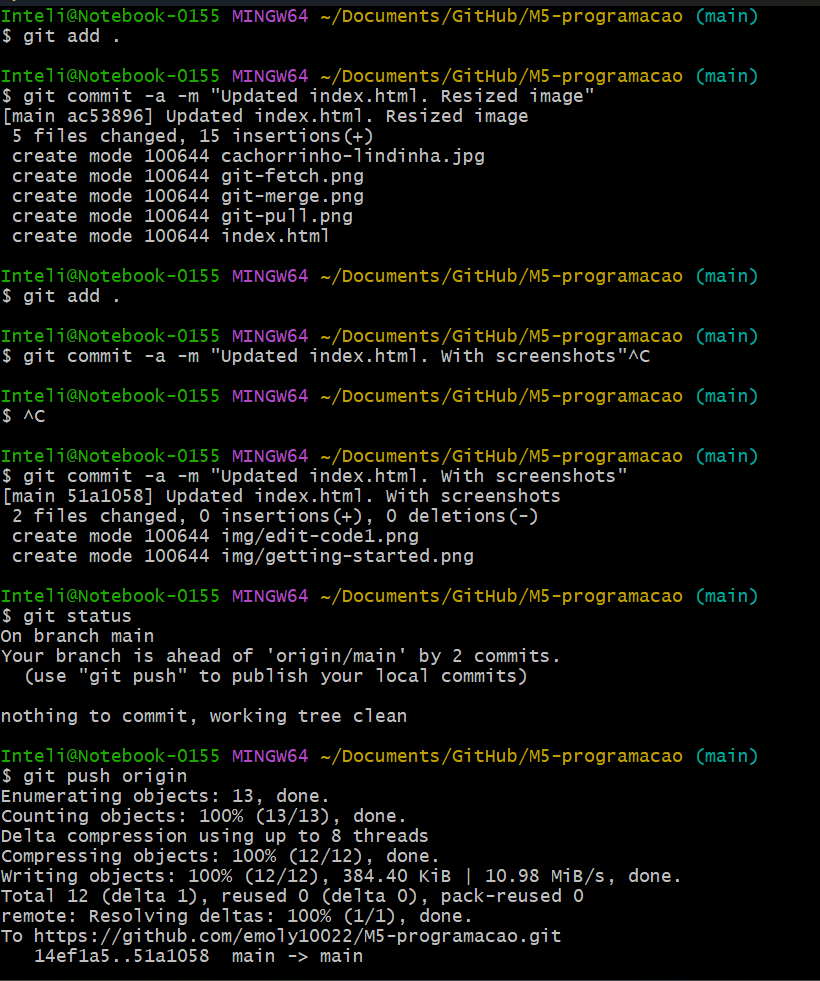 Inteli@Notebook-0155 MINGW64 ~/Documents/GitHub/M5-programacao (main)
$ git add .
Inteli@Notebook-0155 MINGW64 ~/Documents/GitHub/M5-programacao (main)
$ git commit -a -m "Updated index.html. Resized image"
[main ac53896] Updated index.html. Resized image
 5 files changed, 15 insertions(+)
 create mode 100644 cachorrinho-lindinha.jpg
 create mode 100644 git-fetch.png
 create mode 100644 git-merge.png
 create mode 100644 git-pull.png
 create mode 100644 index.html
Inteli@Notebook-0155 MINGW64 ~/Documents/GitHub/M5-programacao (main)
$ git add .
Inteli@Notebook-0155 MINGW64 ~/Documents/GitHub/M5-programacao (main)
$ git commit -a -m "Updated index.html. With screenshots"^C
Inteli@Notebook-0155 MINGW64 ~/Documents/GitHub/M5-programacao (main)
$ ^C
Inteli@Notebook-0155 MINGW64 ~/Documents/GitHub/M5-programacao (main)
$ git commit -a -m "Updated index.html. With screenshots"
[main 51a1058] Updated index.html. With screenshots
 2 files changed, 0 insertions(+), 0 deletions(-)
 create mode 100644 img/edit-code1.png
 create mode 100644 img/getting-started.png
Inteli@Notebook-0155 MINGW64 ~/Documents/GitHub/M5-programacao (main)
$ git status
On branch main
Your branch is ahead of 'origin/main' by 2 commits.
  (use "git push" to publish your local commits)
nothing to commit, working tree clean
Inteli@Notebook-0155 MINGW64 ~/Documents/GitHub/M5-programacao (main)
$ git push origin
Enumerating objects: 13, done.
Counting objects: 100% (13/13), done.
Delta compression using up to 8 threads
Compressing objects: 100% (12/12), done.
Writing objects: 100% (12/12), 384.40 KiB | 10.98 MiB/s, done.
Total 12 (delta 1), reused 0 (delta 0), pack-reused 0
remote: Resolving deltas: 100% (1/1), done.
To https://github.com/emoly10022/M5-programacao.git
   14ef1a5..51a1058  main -> main